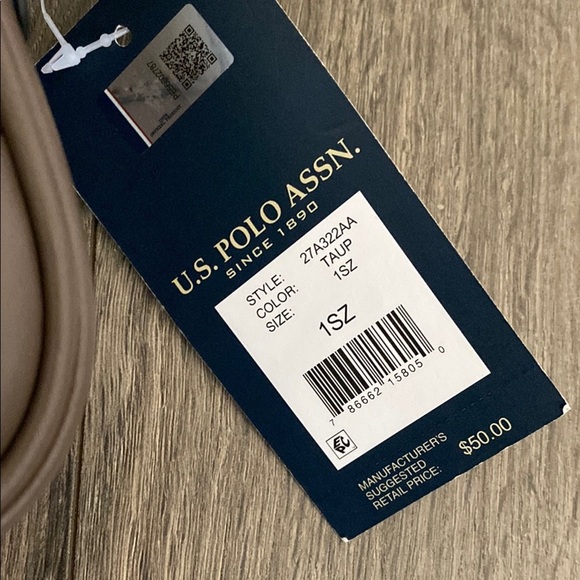 U.S. POLO ASSN.
SINCE 1890
STYLE: 27A322AA
COLOR: TAUP
SIZE: 1SZ
1SZ
7 86662 15805 0
MANUFACTURER'S
SUGGESTED
RETAIL PRICE: $50.00